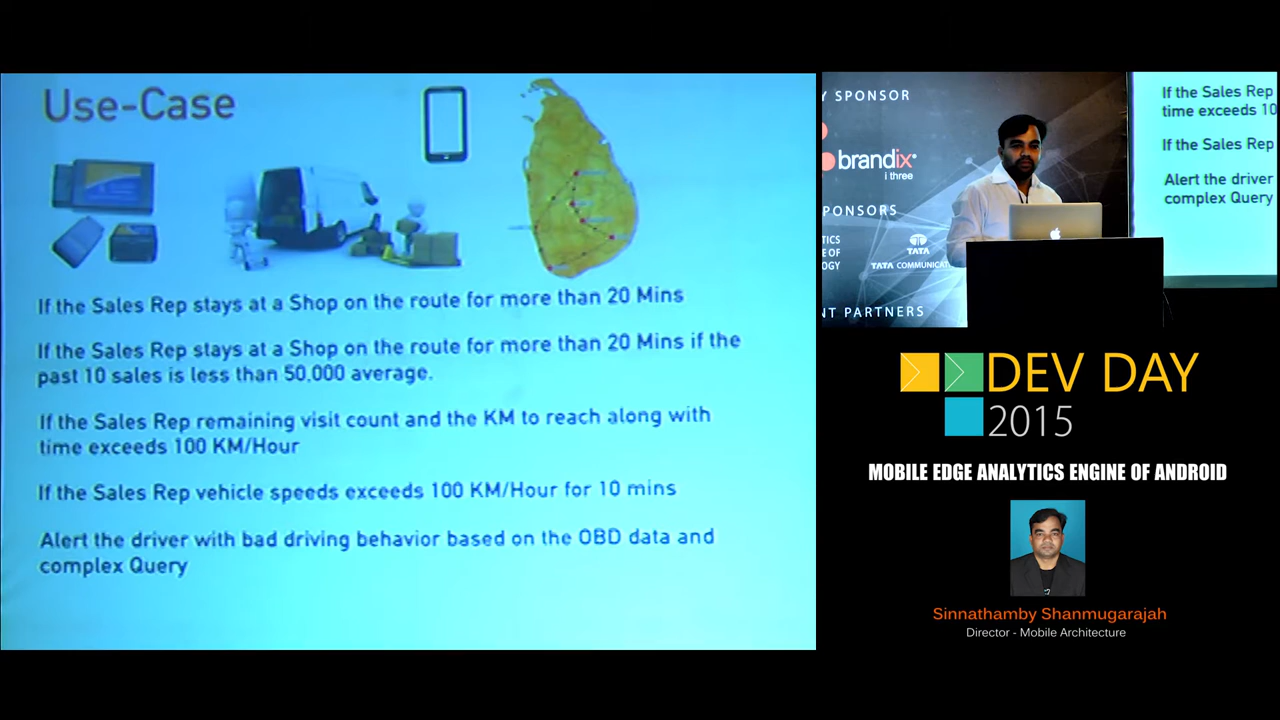 Use-Case
If the Sales Rep stays at a Shop on the route for more than 20 Mins
If the Sales Rep stays at a Shop on the route for more than 20 Mins if the
past 10 sales is less than 50,000 average.
If the Sales Rep remaining visit count and the KM to reach along with
time exceeds 100 KM/Hour
If the Sales Rep vehicle speeds exceeds 100 KM/Hour for 10 mins
Alert the driver with bad driving behavior based on the OBD data and
complex Query
Y SPONSOR
brandix
i three
PONSORS
TICS
E OF
OGY
TATA
TATA COMMUNICAT
NT PARTNERS
If the Sales Rep
time exceeds 10
If the Sales Rep
Alert the driver
complex Query
DEV DAY
2015
MOBILE EDGE ANALYTICS ENGINE OF ANDROID
Sinnathamby Shanmugarajah
Director - Mobile Architecture